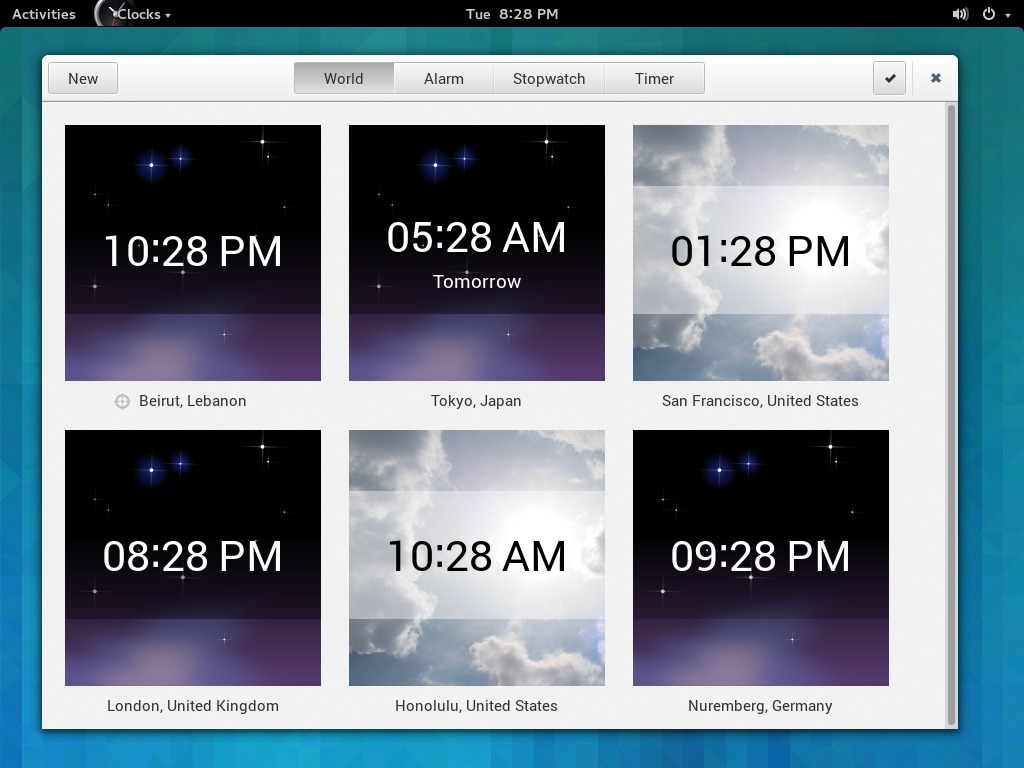 Activities
Clocks
Tue 8:28 PM
New
World
Alarm
Stopwatch
Timer
10:28 PM
Beirut, Lebanon
05:28 AM
Tomorrow
Tokyo, Japan
01:28 PM
San Francisco, United States
08:28 PM
London, United Kingdom
10:28 AM
Honolulu, United States
09:28 PM
Nuremberg, Germany